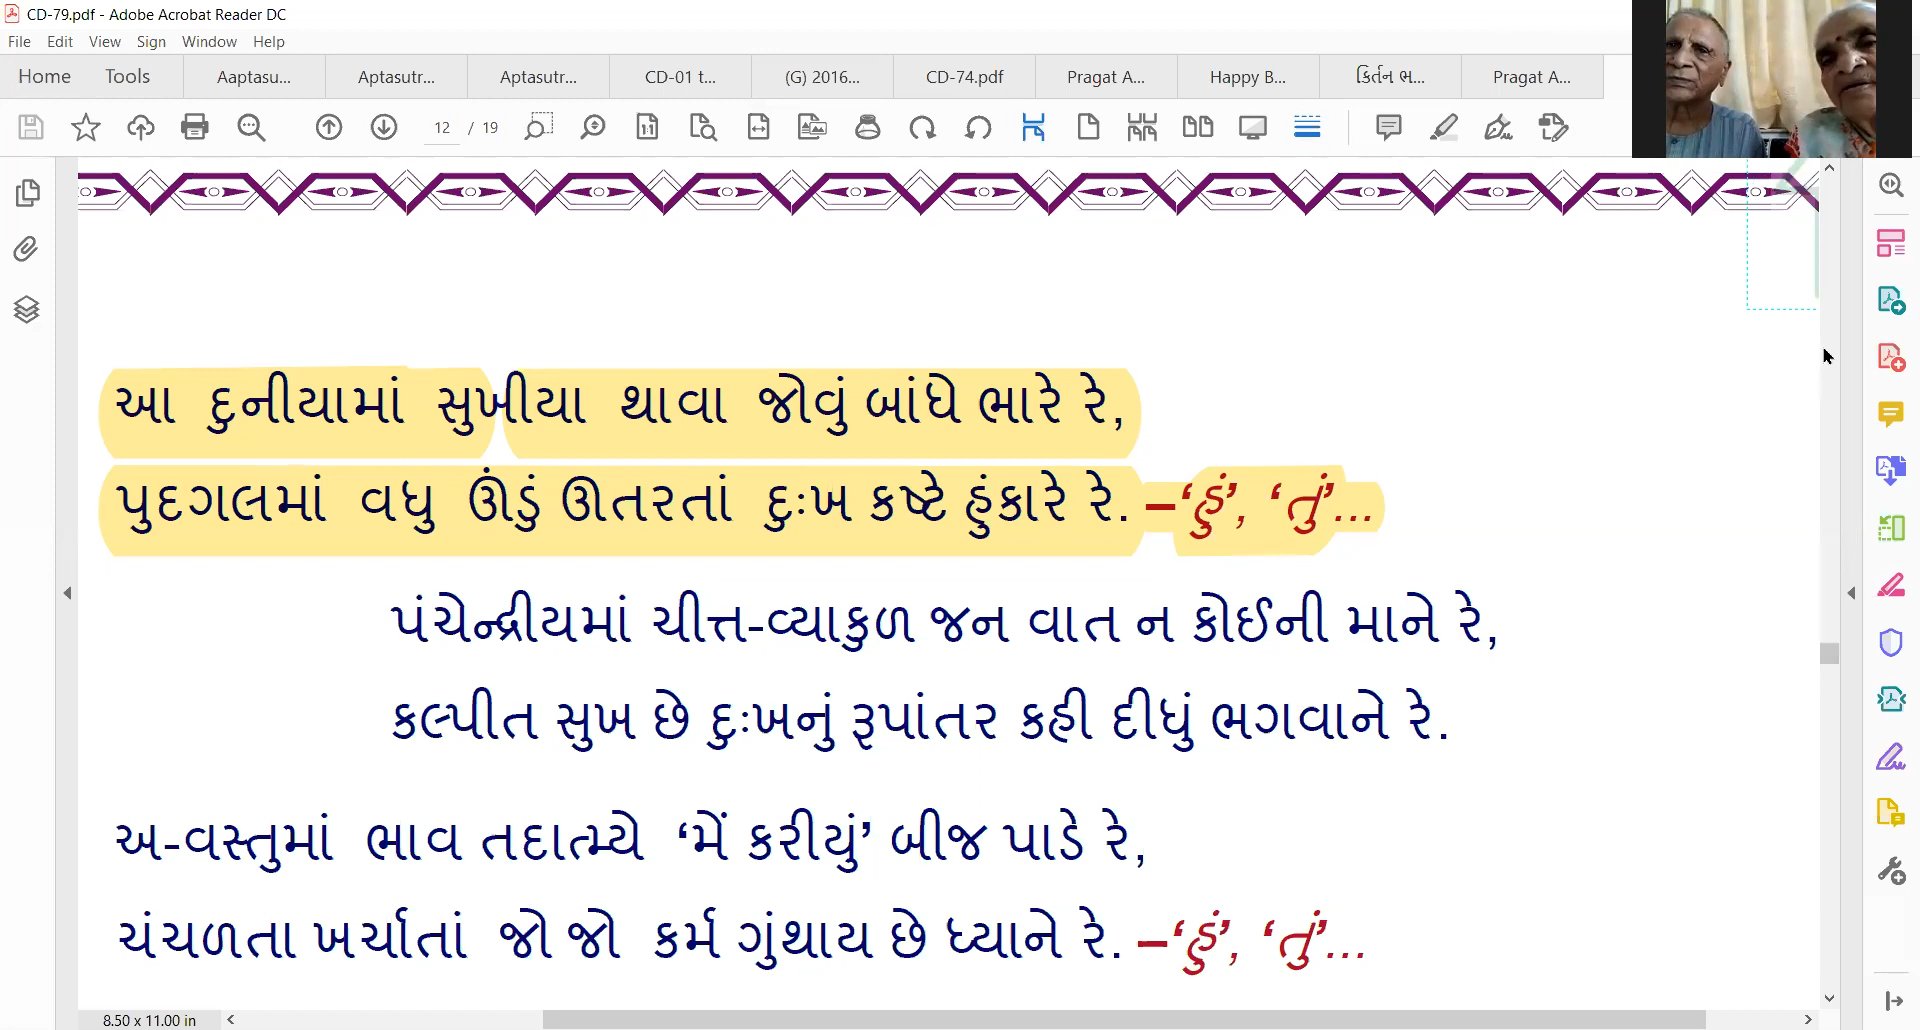 CD-79.pdf - Adobe Acrobat Reader DC
File Edit View Sign Window Help
Home Tools Aaptasu... Aptasutr... Aptasutr... CD-01 t... (G) 2016... CD-74.pdf Pragat A... Happy B... કિર્તન ભ... Pragat A...
12 / 19
આ દુનીયામાં સુખીયા થાવા જોવું બાંધે ભારે રે,
પુદગલમાં વધુ ઊંડું ઊતરતાં દુઃખ કષ્ટે હુંકારે રે. –‘હું’, ‘તું’...
પંચેન્દ્રીયમાં ચીત્ત-વ્યાકુળ જન વાત ન કોઈની માને રે,
કલ્પીત સુખ છે દુઃખનું રૂપાંતર કહી દીધું ભગવાને રે.
અ-વસ્તુમાં ભાવ તદાત્મ્યે ‘મેં કરીયું’ બીજ પાડે રે,
ચંચળતા ખર્ચાતાં જો જો કર્મ ગુંથાય છે ધ્યાને રે. –‘હું’, ‘તું’...
8.50 x 11.00 in